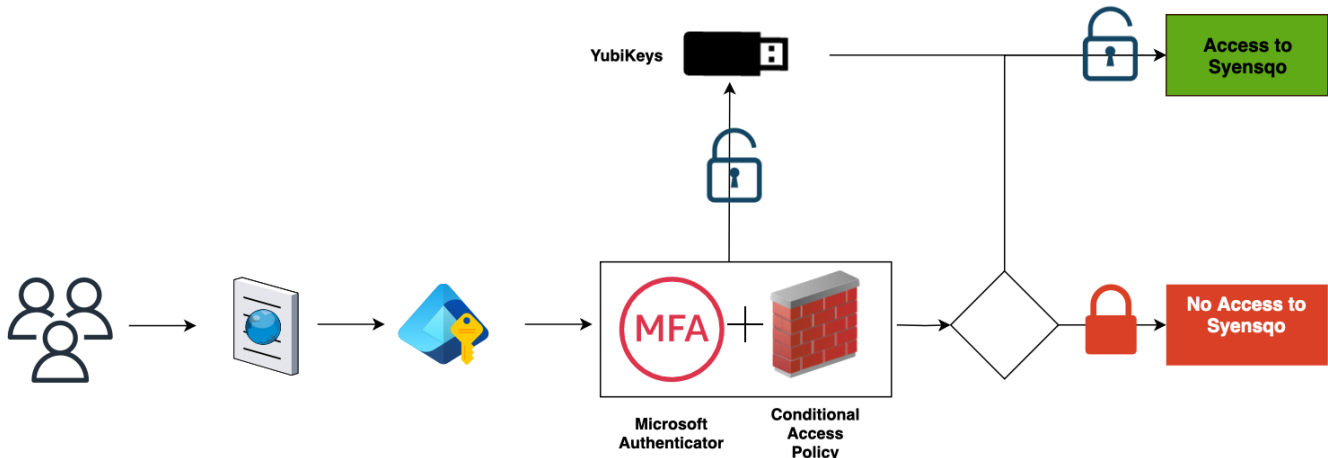 YubiKeys
Access to
Syensqo
MFA
No Access to
Syensqo
Microsoft
Authenticator
Conditional
Access
Policy